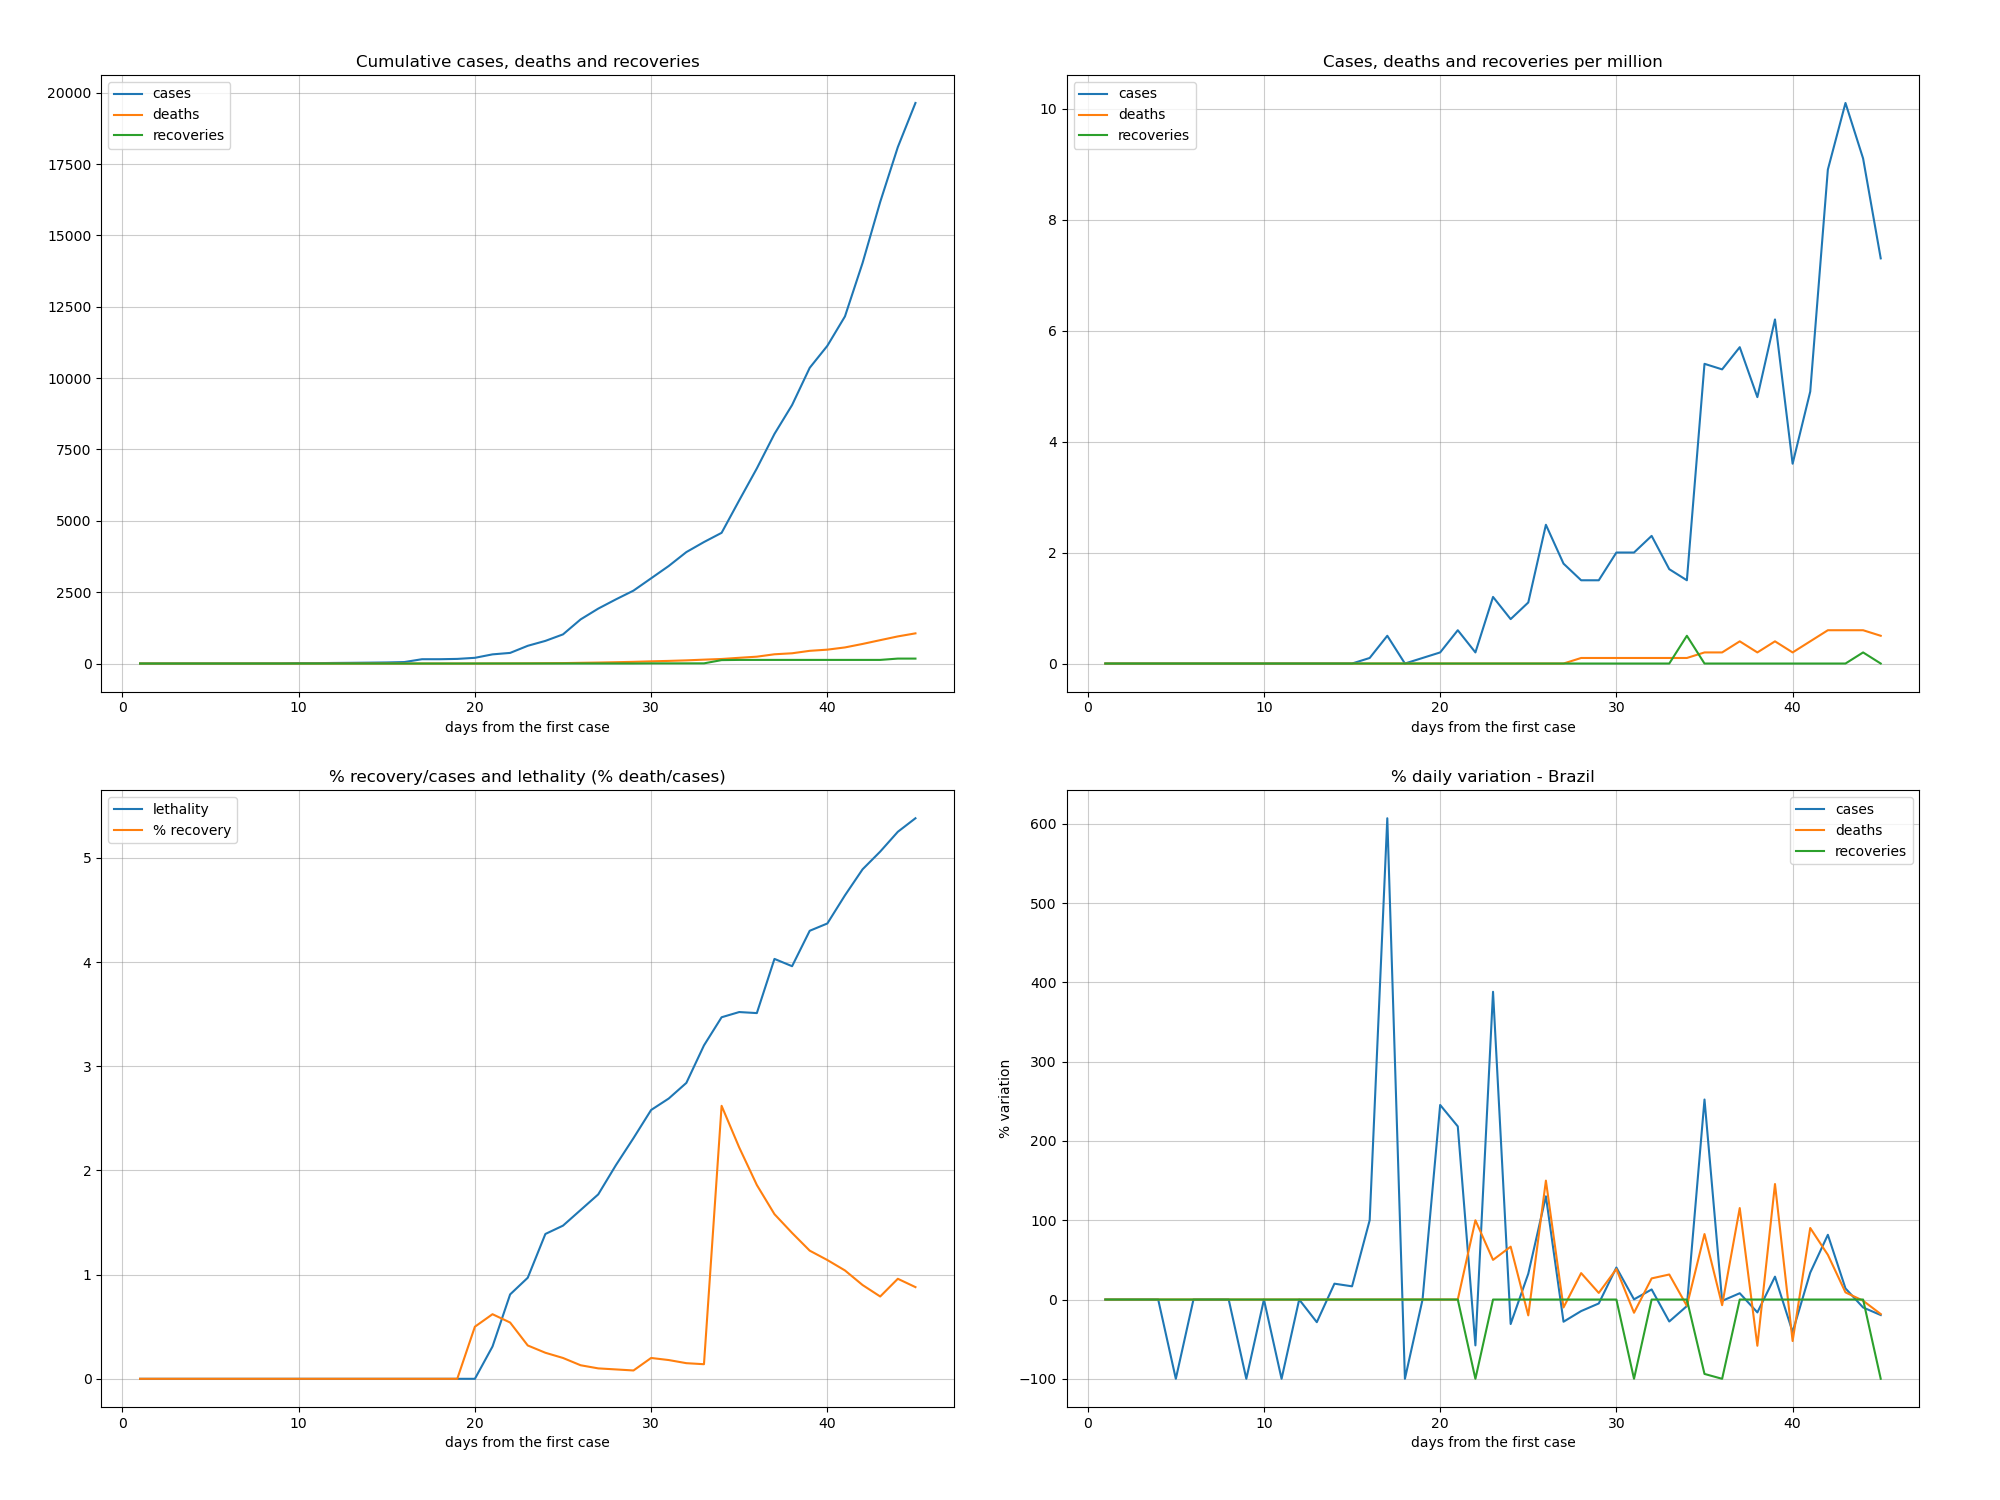 Cumulative cases, deaths and recoveries
cases
deaths
recoveries
20000
17500
15000
12500
10000
7500
5000
2500
0
0 10 20 30 40
days from the first case
Cases, deaths and recoveries per million
cases
deaths
recoveries
10
8
6
4
2
0
0 10 20 30 40
days from the first case
% recovery/cases and lethality (% death/cases)
lethality
% recovery
5
4
3
2
1
0
0 10 20 30 40
days from the first case
% daily variation - Brazil
cases
deaths
recoveries
% variation
600
500
400
300
200
100
0
−100
0 10 20 30 40
days from the first case